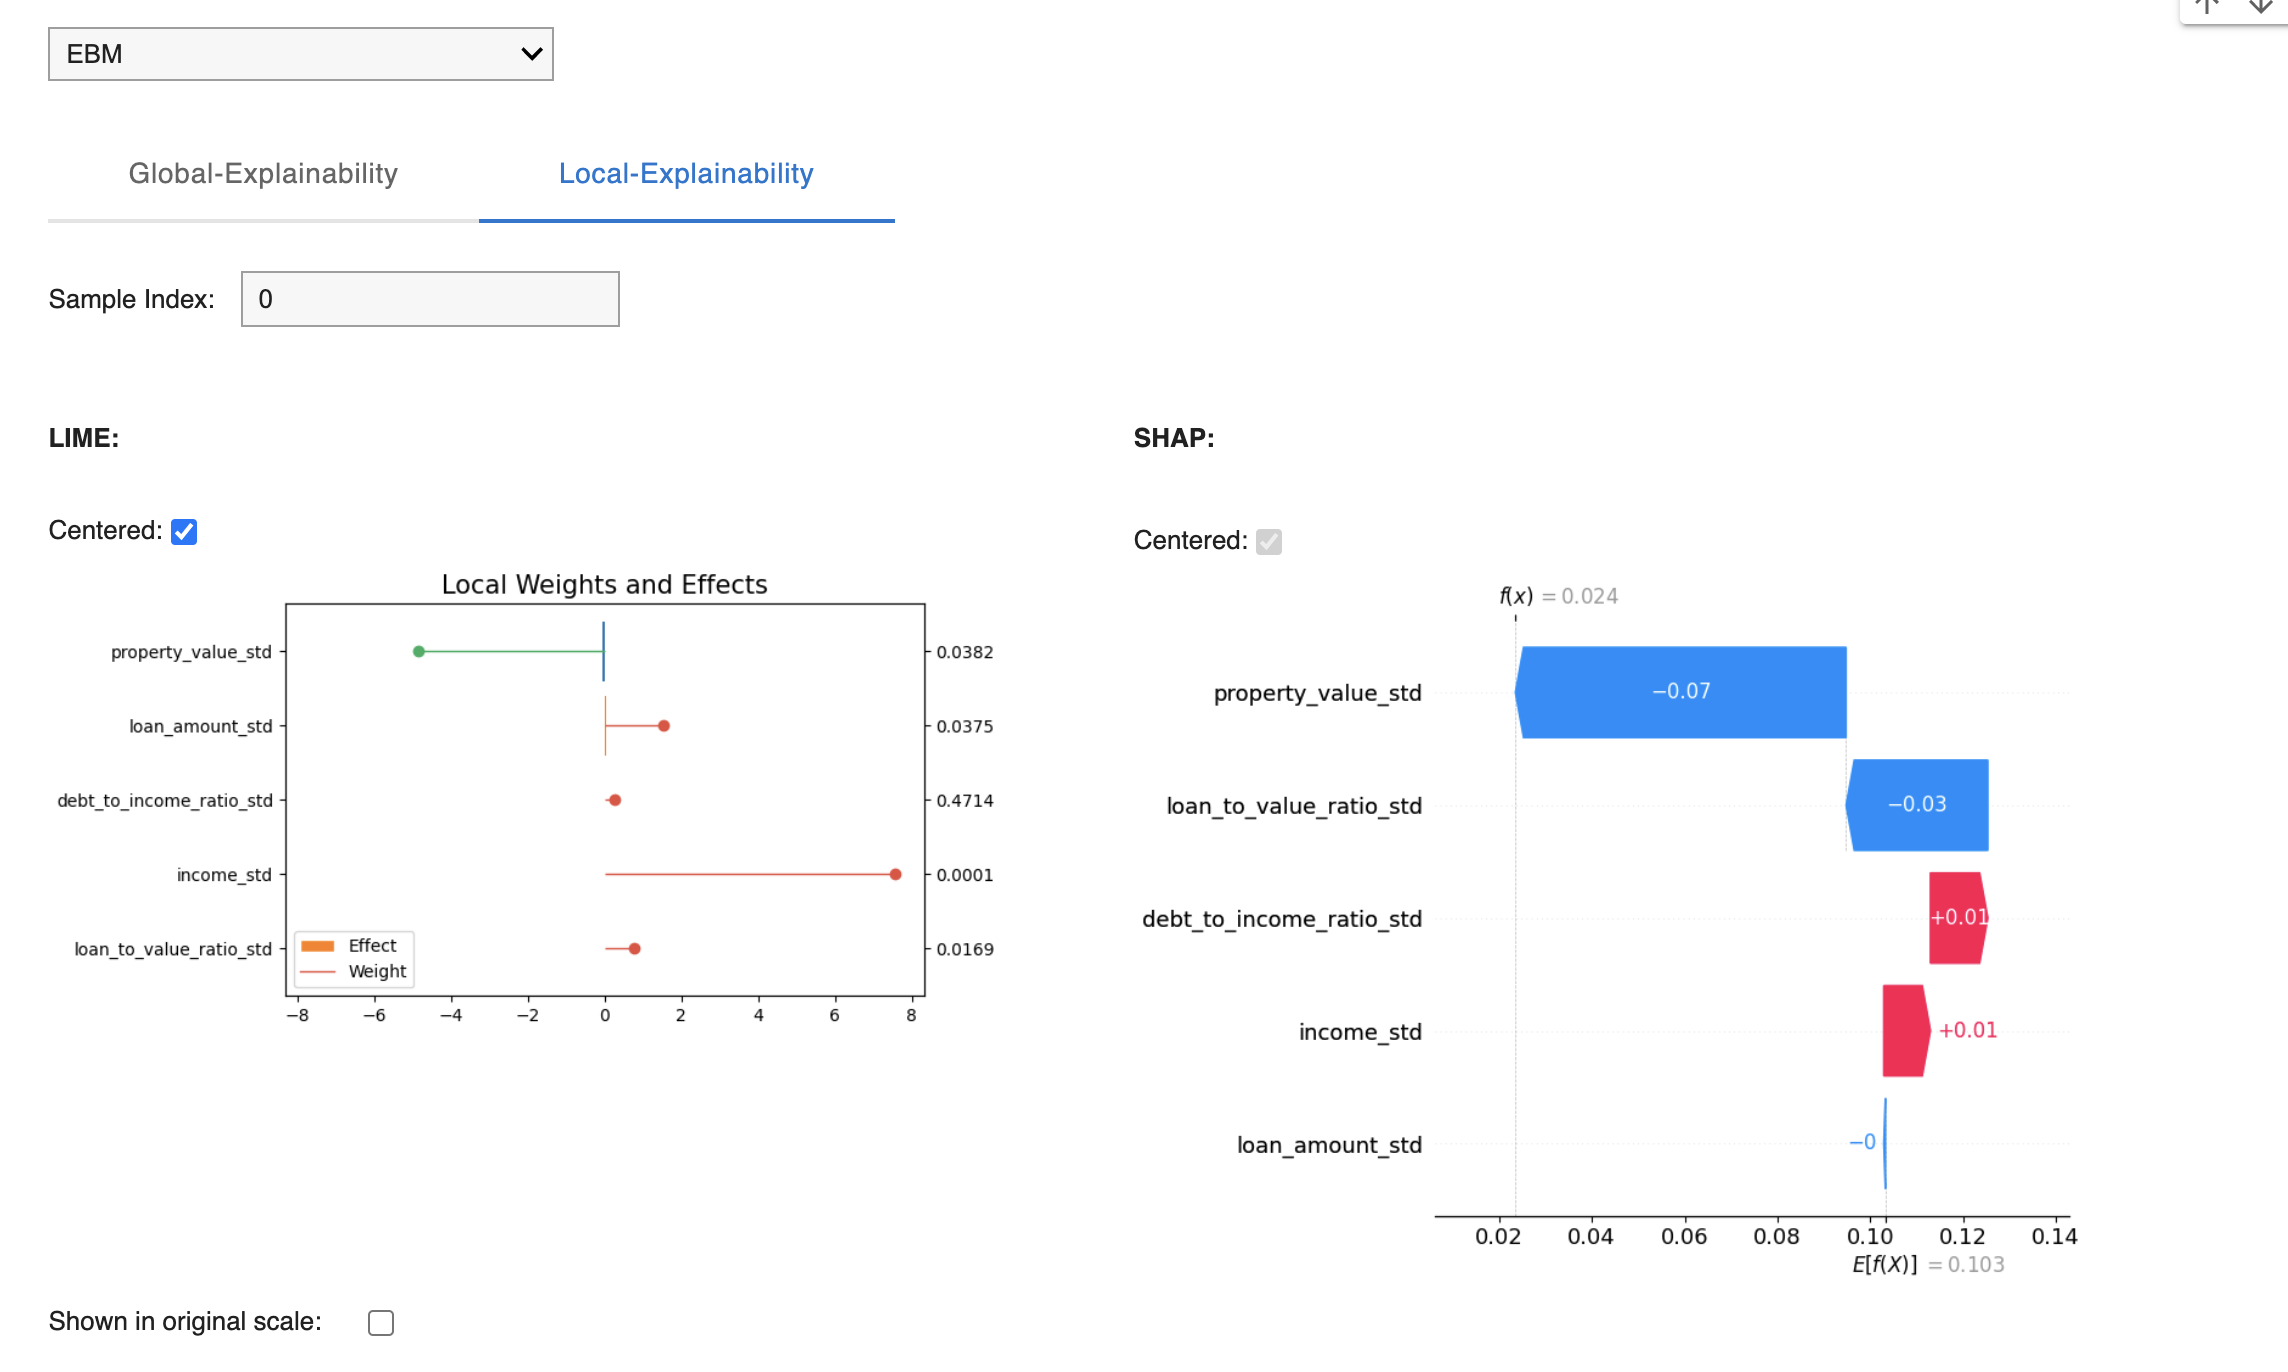 EBM
Global-Explainability Local-Explainability
Sample Index: 0
LIME:
Centered:
Local Weights and Effects
property_value_std 0.0382
loan_amount_std 0.0375
debt_to_income_ratio_std 0.4714
income_std 0.0001
loan_to_value_ratio_std 0.0169
Effect
Weight
−8 −6 −4 −2 0 2 4 6 8
SHAP:
Centered:
f(x) = 0.024
property_value_std −0.07
loan_to_value_ratio_std −0.03
debt_to_income_ratio_std +0.01
income_std +0.01
loan_amount_std −0
0.02 0.04 0.06 0.08 0.10 0.12 0.14
E[f(X)] = 0.103
Shown in original scale: